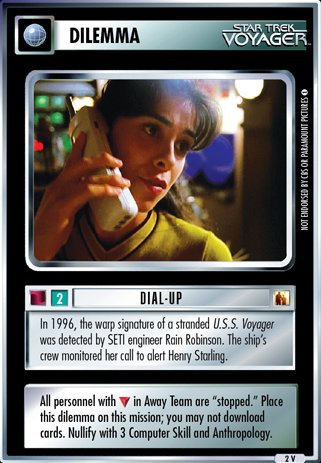 DILEMMA
STAR TREK
VOYAGER™
NOT ENDORSED BY CBS OR PARAMOUNT PICTURES
2
DIAL-UP
In 1996, the warp signature of a stranded U.S.S. Voyager
was detected by SETI engineer Rain Robinson. The ship's
crew monitored her call to alert Henry Starling.
All personnel with ▼ in Away Team are “stopped.” Place
this dilemma on this mission; you may not download
cards. Nullify with 3 Computer Skill and Anthropology.
2 V